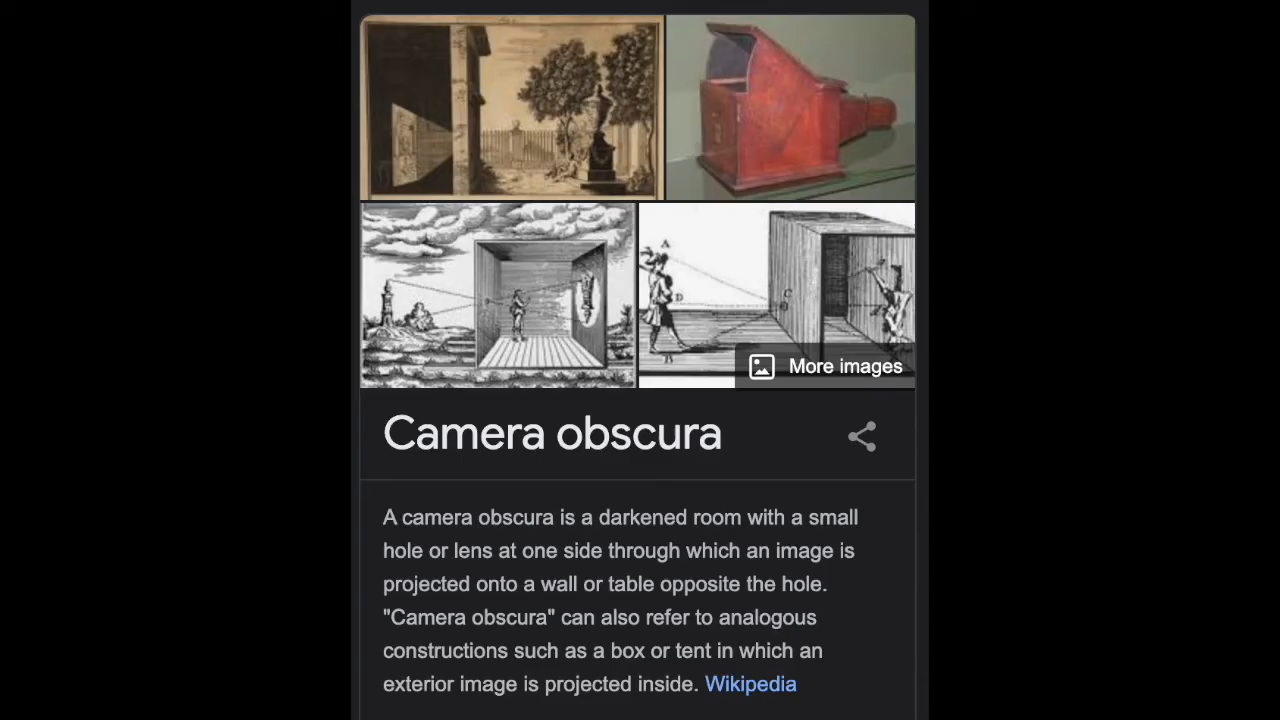 A
C
D
B
More images
Camera obscura
A camera obscura is a darkened room with a small
hole or lens at one side through which an image is
projected onto a wall or table opposite the hole.
"Camera obscura" can also refer to analogous
constructions such as a box or tent in which an
exterior image is projected inside. Wikipedia